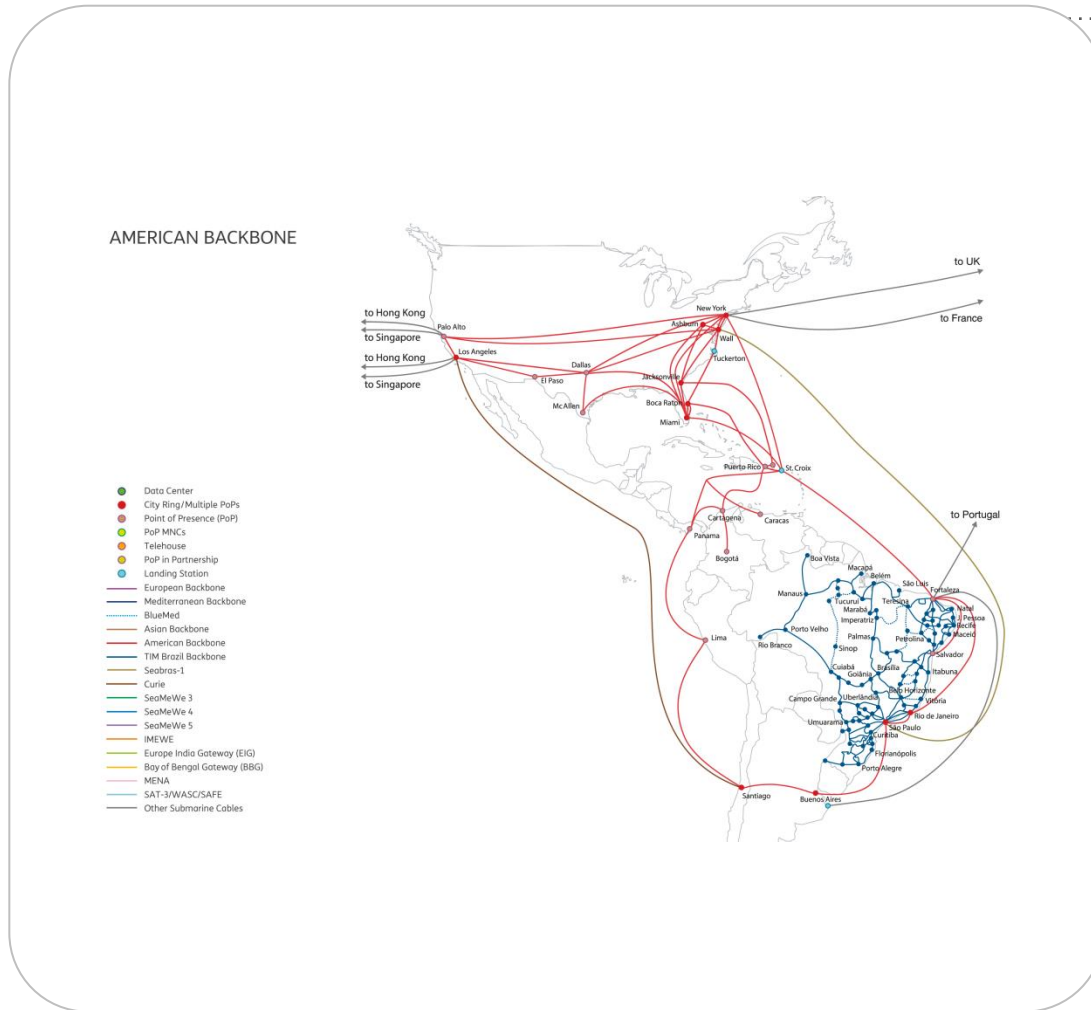 AMERICAN BACKBONE
to UK
to France
to Hong Kong
to Singapore
to Hong Kong
to Singapore
New York
Ashburn
Palo Alto
Wall
Los Angeles
Tuckerton
Dallas
El Paso
Jacksonville
McAllen
Boca Raton
Miami
Puerto Rico
St. Croix
Cartagena
Caracas
Panama
Bogotá
to Portugal
Boa Vista
Macapá
Belém
São Luis
Fortaleza
Manaus
Tucurui
Teresina
Natal
Marabá
J. Pessoa
Imperatriz
Recife
Porto Velho
Maceió
Palmas
Petrolina
Lima
Rio Branco
Sinop
Salvador
Cuiabá
Brasília
Itabuna
Goiânia
Campo Grande
Uberlândia
Belo Horizonte
Vitória
Rio de Janeiro
Umuarama
São Paulo
Curitiba
Florianópolis
Porto Alegre
Santiago
Buenos Aires
Data Center
City Ring/Multiple PoPs
Point of Presence (PoP)
PoP MNCs
Telehouse
PoP in Partnership
Landing Station
European Backbone
Mediterranean Backbone
BlueMed
Asian Backbone
American Backbone
TIM Brazil Backbone
Seabras-1
Curie
SeaMeWe 3
SeaMeWe 4
SeaMeWe 5
IMEWE
Europe India Gateway (EIG)
Bay of Bengal Gateway (BBG)
MENA
SAT-3/WASC/SAFE
Other Submarine Cables